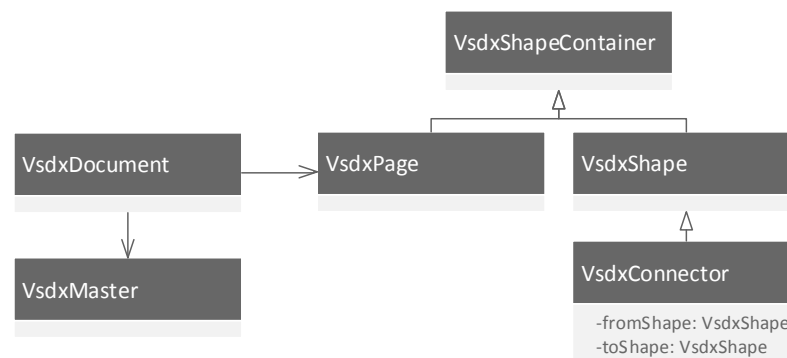 VsdxShapeContainer
VsdxDocument
VsdxPage
VsdxShape
VsdxMaster
VsdxConnector
-fromShape: VsdxShape
-toShape: VsdxShape